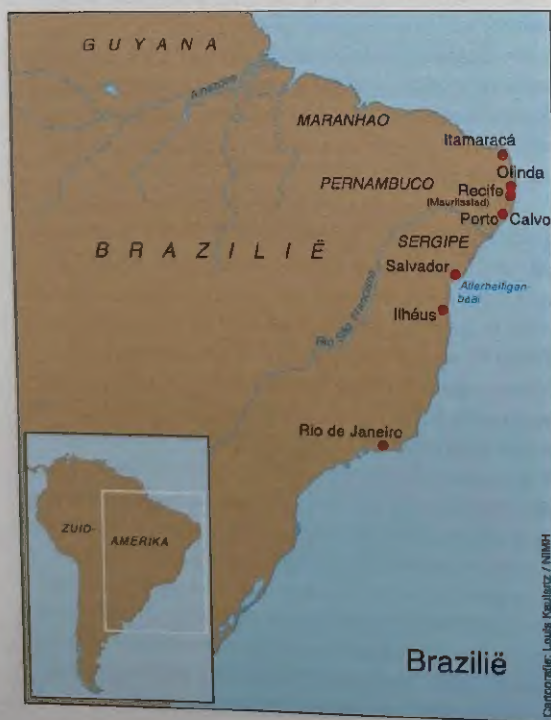 GUYANA
Amazone
MARANHAO
Itamaracá
Olinda
PERNAMBUCO
Recife
(Mauritsstad)
Porto Calvo
BRAZILIË
SERGIPE
Salvador
Allerheiligen-
baai
Ilhéus
Rio São Francisco
Rio de Janeiro
ZUID-
AMERIKA
Brazilië
Cartografie: Louis / NIMH